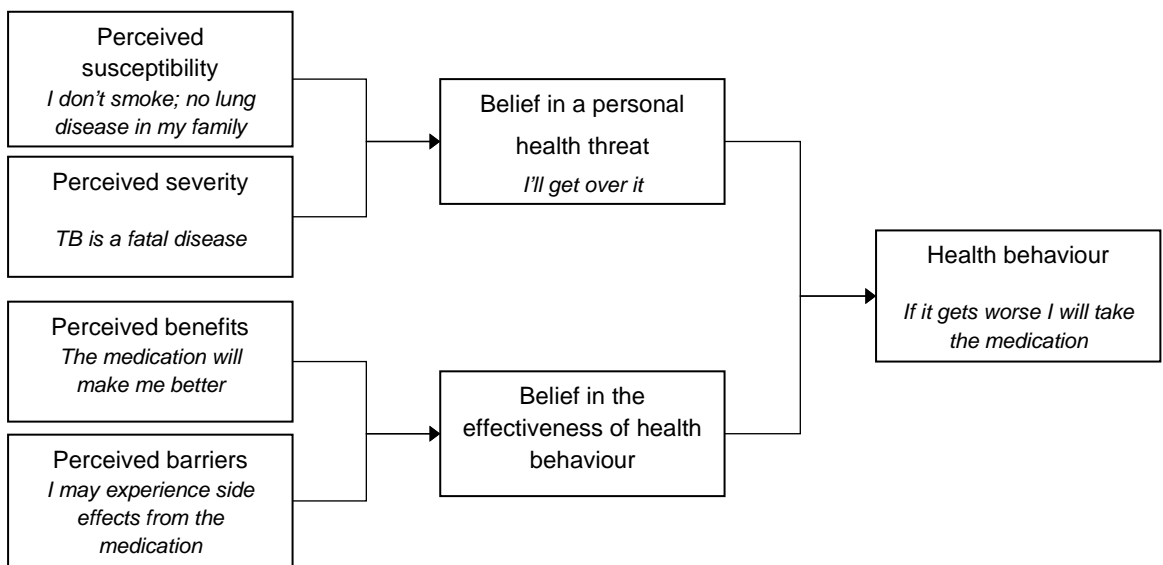 Perceived
susceptibility
I don't smoke; no lung
disease in my family
Perceived severity
TB is a fatal disease
Perceived benefits
The medication will
make me better
Perceived barriers
I may experience side
effects from the
medication
Belief in a personal
health threat
I'll get over it
Belief in the
effectiveness of health
behaviour
Health behaviour
If it gets worse I will take
the medication